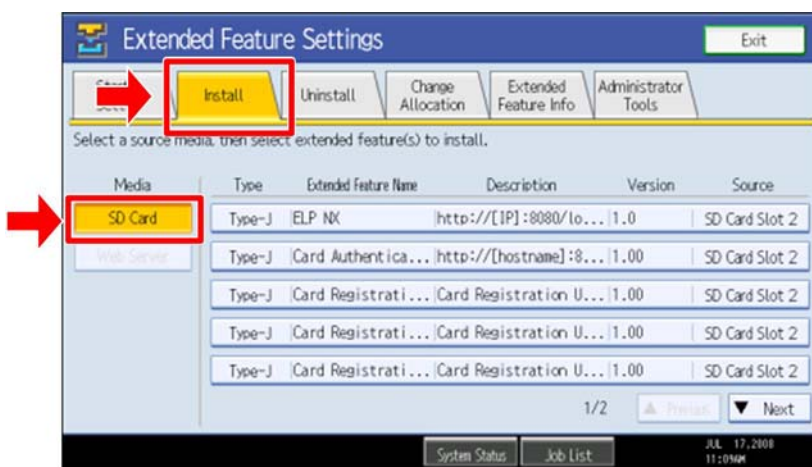 Extended Feature Settings Exit
Install Uninstall Change Allocation Extended Feature Info Administrator Tools
Select a source media, then select extended feature(s) to install.
Media Type Extended Feature Name Description Version Source
SD Card Type-J ELP NX http://[IP]:8080/lo... 1.0 SD Card Slot 2
Web Server Type-J Card Authentica... http://[hostname]:8... 1.00 SD Card Slot 2
Type-J Card Registrati... Card Registration U... 1.00 SD Card Slot 2
Type-J Card Registrati... Card Registration U... 1.00 SD Card Slot 2
Type-J Card Registrati... Card Registration U... 1.00 SD Card Slot 2
1/2 ▲ Previous ▼ Next
System Status Job List JUL 17,2008
11:09AM